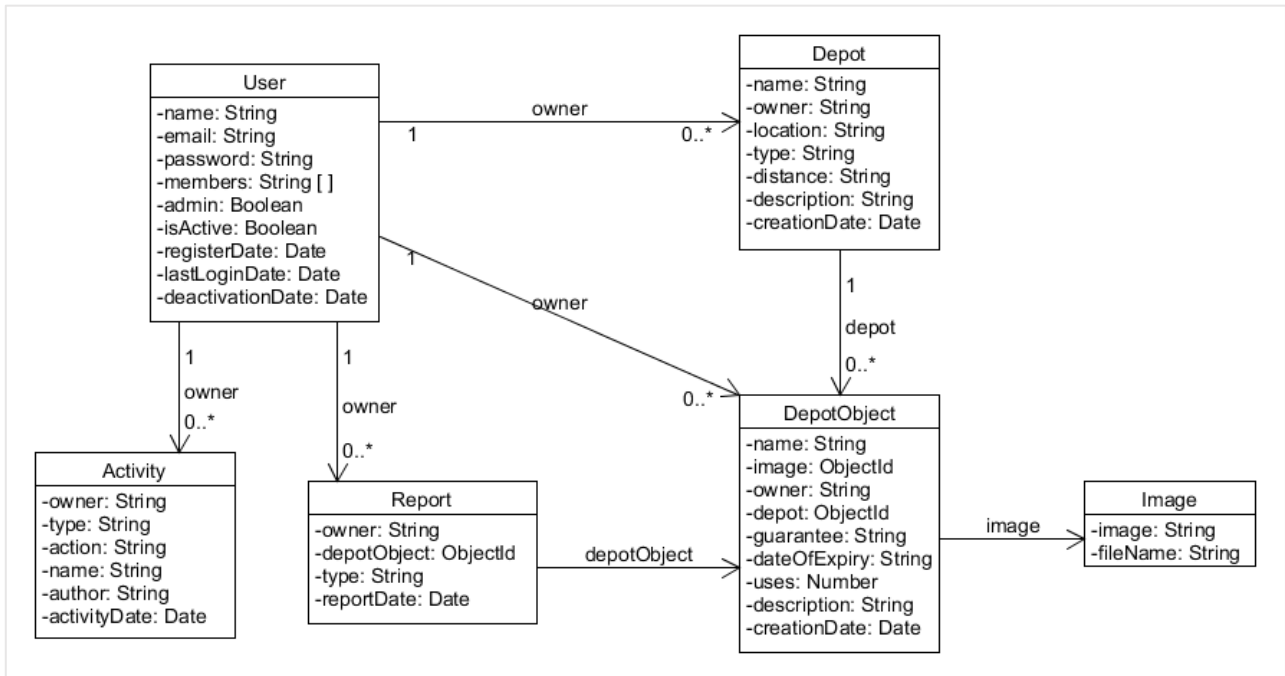 User
-name: String
-email: String
-password: String
-members: String [ ]
-admin: Boolean
-isActive: Boolean
-registerDate: Date
-lastLoginDate: Date
-deactivationDate: Date
owner
1
0..*
Depot
-name: String
-owner: String
-location: String
-type: String
-distance: String
-description: String
-creationDate: Date
1
owner
0..*
1
depot
0..*
1
owner
0..*
1
owner
0..*
Activity
-owner: String
-type: String
-action: String
-name: String
-author: String
-activityDate: Date
Report
-owner: String
-depotObject: ObjectId
-type: String
-reportDate: Date
depotObject
DepotObject
-name: String
-image: ObjectId
-owner: String
-depot: ObjectId
-guarantee: String
-dateOfExpiry: String
-uses: Number
-description: String
-creationDate: Date
image
Image
-image: String
-fileName: String